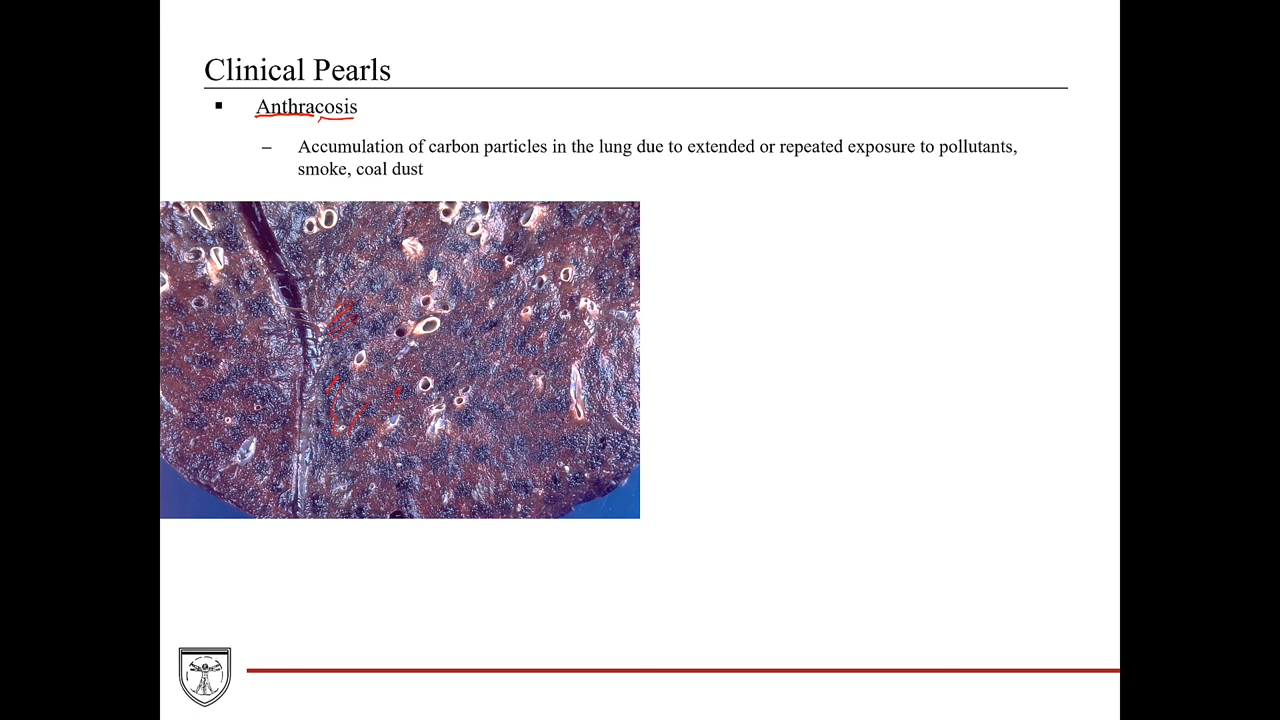 Clinical Pearls
▪ Anthracosis
– Accumulation of carbon particles in the lung due to extended or repeated exposure to pollutants,
smoke, coal dust